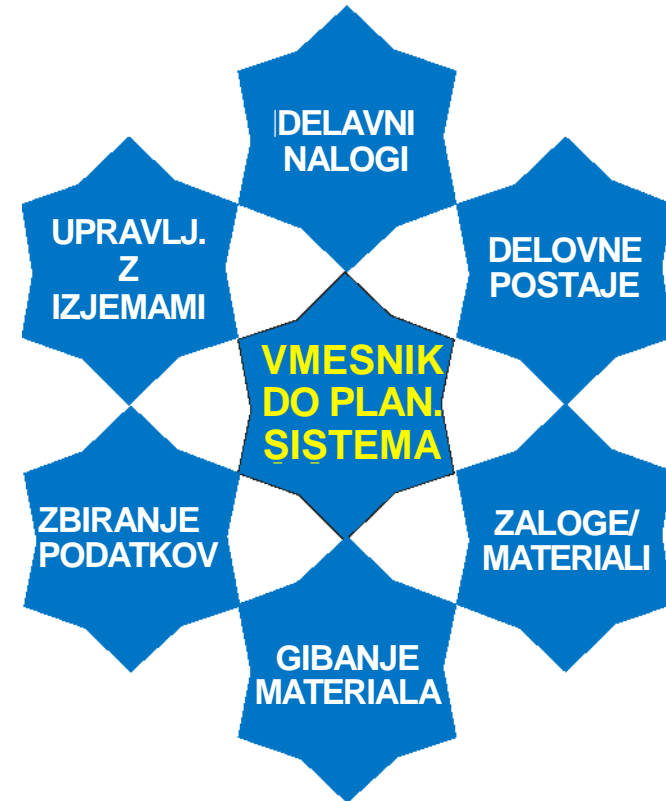 DELAVNI
NALOGI
UPRAVLJ.
Z
IZJEMAMI
DELOVNE
POSTAJE
VMESNIK
DO PLAN.
SISTEMA
ZBIRANJE
PODATKOV
ZALOGE/
MATERIALI
GIBANJE
MATERIALA